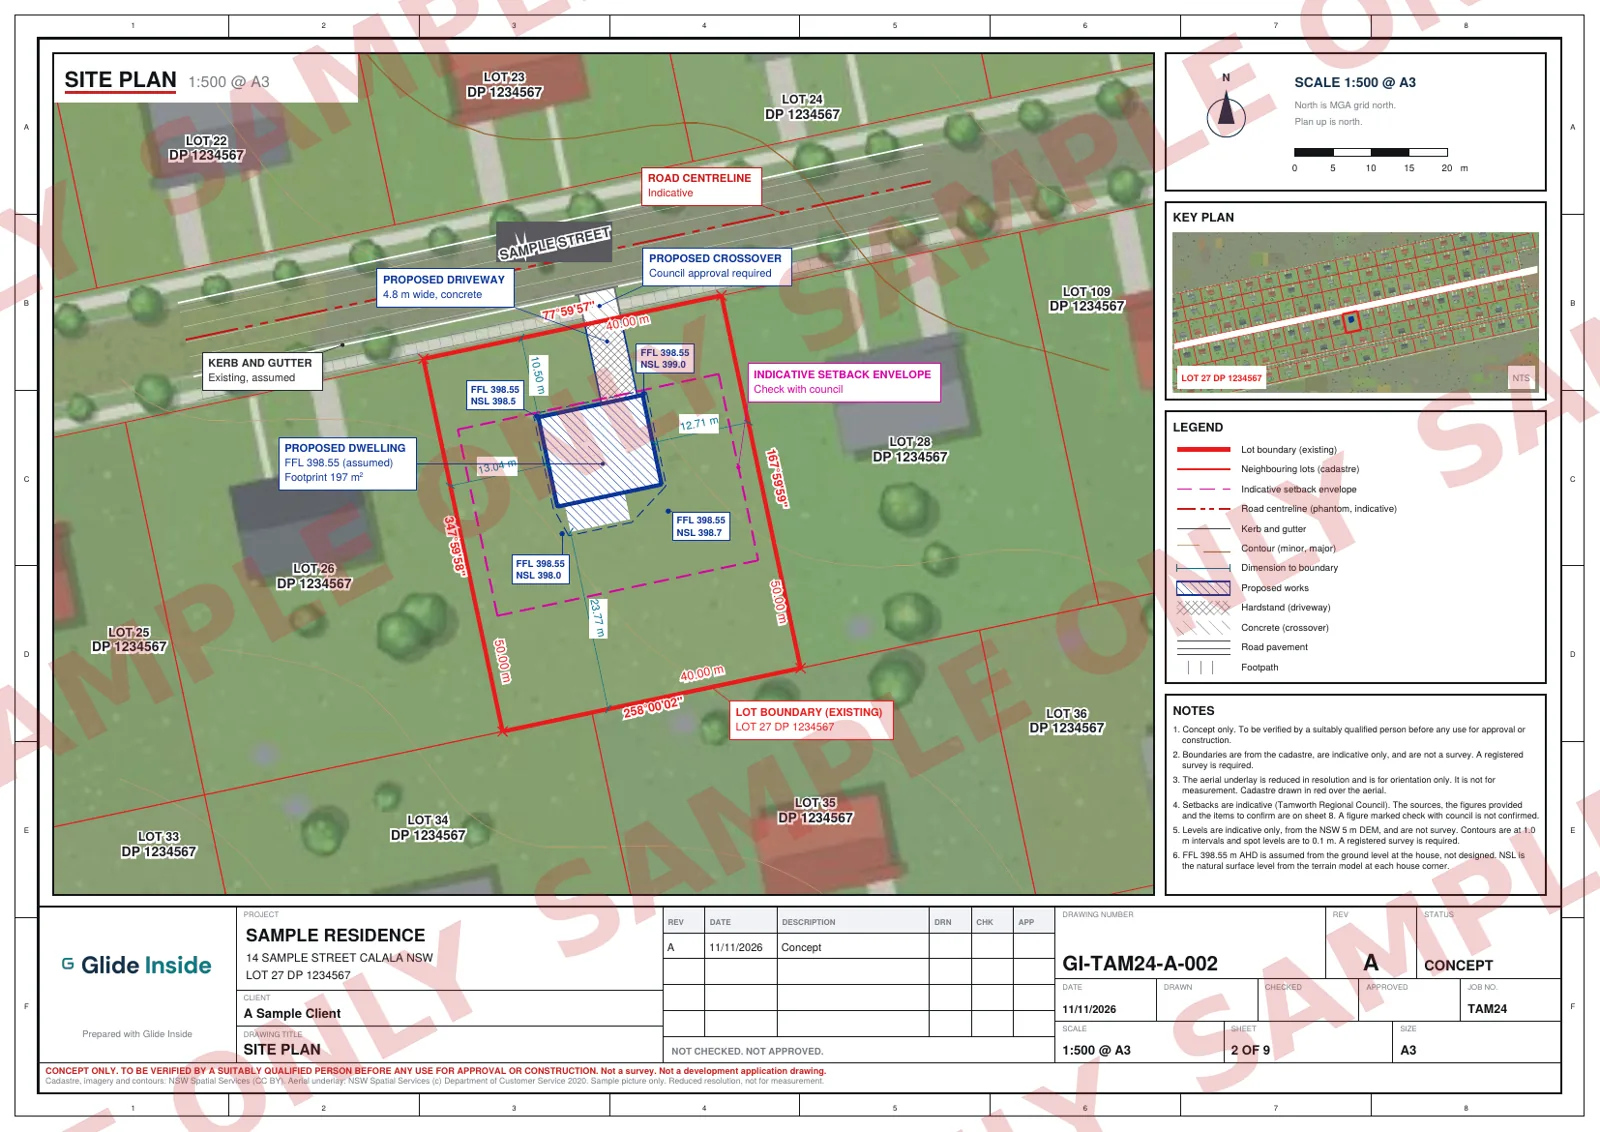 SITE PLAN 1:500 @ A3
LOT 22
DP 1234567
LOT 23
DP 1234567
LOT 24
DP 1234567
ROAD CENTRELINE
Indicative
SAMPLE STREET
PROPOSED CROSSOVER
Council approval required
PROPOSED DRIVEWAY
4.8 m wide, concrete
LOT 109
DP 1234567
77°59'57"
40.00 m
KERB AND GUTTER
Existing, assumed
10.50 m
FFL 398.55
NSL 399.0
FFL 398.55
NSL 398.5
INDICATIVE SETBACK ENVELOPE
Check with council
12.71 m
PROPOSED DWELLING
FFL 398.55 (assumed)
Footprint 197 m²
13.04 m
LOT 28
DP 1234567
167°59'59"
347°59'58"
FFL 398.55
NSL 398.7
FFL 398.55
NSL 398.0
LOT 26
DP 1234567
23.77 m
50.00 m
LOT 25
DP 1234567
50.00 m
40.00 m
258°00'02"
LOT BOUNDARY (EXISTING)
LOT 27 DP 1234567
LOT 36
DP 1234567
LOT 35
DP 1234567
LOT 34
DP 1234567
LOT 33
DP 1234567
N
SCALE 1:500 @ A3
North is MGA grid north.
Plan up is north.
0 5 10 15 20 m
KEY PLAN
LOT 27 DP 1234567
NTS
LEGEND
Lot boundary (existing)
Neighbouring lots (cadastre)
Indicative setback envelope
Road centreline (phantom, indicative)
Kerb and gutter
Contour (minor, major)
Dimension to boundary
Proposed works
Hardstand (driveway)
Concrete (crossover)
Road pavement
Footpath
NOTES
1. Concept only. To be verified by a suitably qualified person before any use for approval or
construction.
2. Boundaries are from the cadastre, are indicative only, and are not a survey. A registered
survey is required.
3. The aerial underlay is reduced in resolution and is for orientation only. It is not for
measurement. Cadastre drawn in red over the aerial.
4. Setbacks are indicative (Tamworth Regional Council). The sources, the figures provided
and the items to confirm are on sheet 8. A figure marked check with council is not confirmed.
5. Levels are indicative only, from the NSW 5 m DEM, and are not survey. Contours are at 1.0
m intervals and spot levels are to 0.1 m. A registered survey is required.
6. FFL 398.55 m AHD is assumed from the ground level at the house, not designed. NSL is
the natural surface level from the terrain model at each house corner.
Glide Inside
Prepared with Glide Inside
PROJECT
SAMPLE RESIDENCE
14 SAMPLE STREET CALALA NSW
LOT 27 DP 1234567
CLIENT
A Sample Client
DRAWING TITLE
SITE PLAN
REV DATE DESCRIPTION DRN CHK APP
A 11/11/2026 Concept
NOT CHECKED. NOT APPROVED.
DRAWING NUMBER
GI-TAM24-A-002
REV
A
STATUS
CONCEPT
DATE
11/11/2026
DRAWN
CHECKED
APPROVED
JOB NO.
TAM24
SCALE
1:500 @ A3
SHEET
2 OF 9
SIZE
A3
CONCEPT ONLY. TO BE VERIFIED BY A SUITABLY QUALIFIED PERSON BEFORE ANY USE FOR APPROVAL OR CONSTRUCTION. Not a survey. Not a development application drawing.
Cadastre, imagery and contours: NSW Spatial Services (CC BY). Aerial underlay: NSW Spatial Services (c) Department of Customer Service 2020. Sample picture only. Reduced resolution, not for measurement.
1 2 3 4 5 6 7 8
A
B
C
D
E
F
A
B
C
D
E
F
1 2 3 4 5 6 7 8
SAMPLE ONLY
SAMPLE ONLY
SAMPLE ONLY